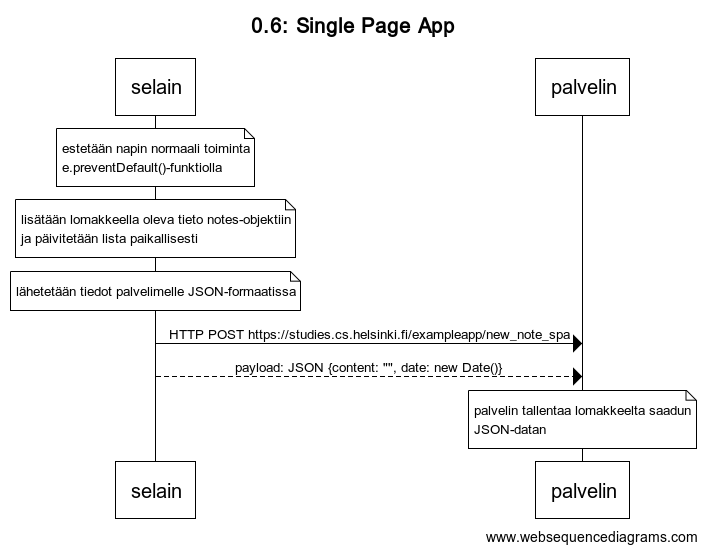 0.6: Single Page App
selain
palvelin
estetään napin normaali toiminta
e.preventDefault()-funktiolla
lisätään lomakkeella oleva tieto notes-objektiin
ja päivitetään lista paikallisesti
lähetetään tiedot palvelimelle JSON-formaatissa
HTTP POST https://studies.cs.helsinki.fi/exampleapp/new_note_spa
payload: JSON {content: "", date: new Date()}
palvelin tallentaa lomakkeelta saadun
JSON-datan
selain
palvelin
www.websequencediagrams.com